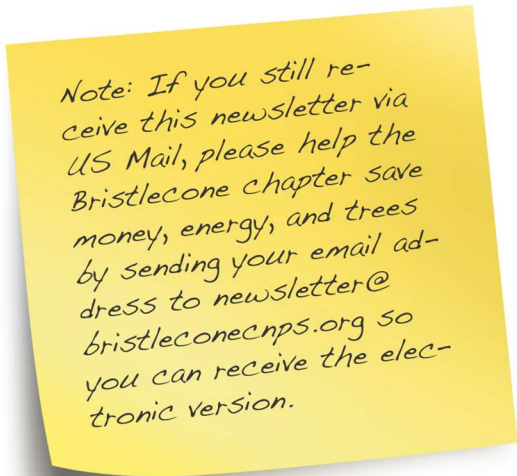 Note: If you still re-
ceive this newsletter via
US Mail, please help the
Bristlecone chapter save
money, energy, and trees
by sending your email ad-
dress to newsletter@
bristleconecnps.org so
you can receive the elec-
tronic version.